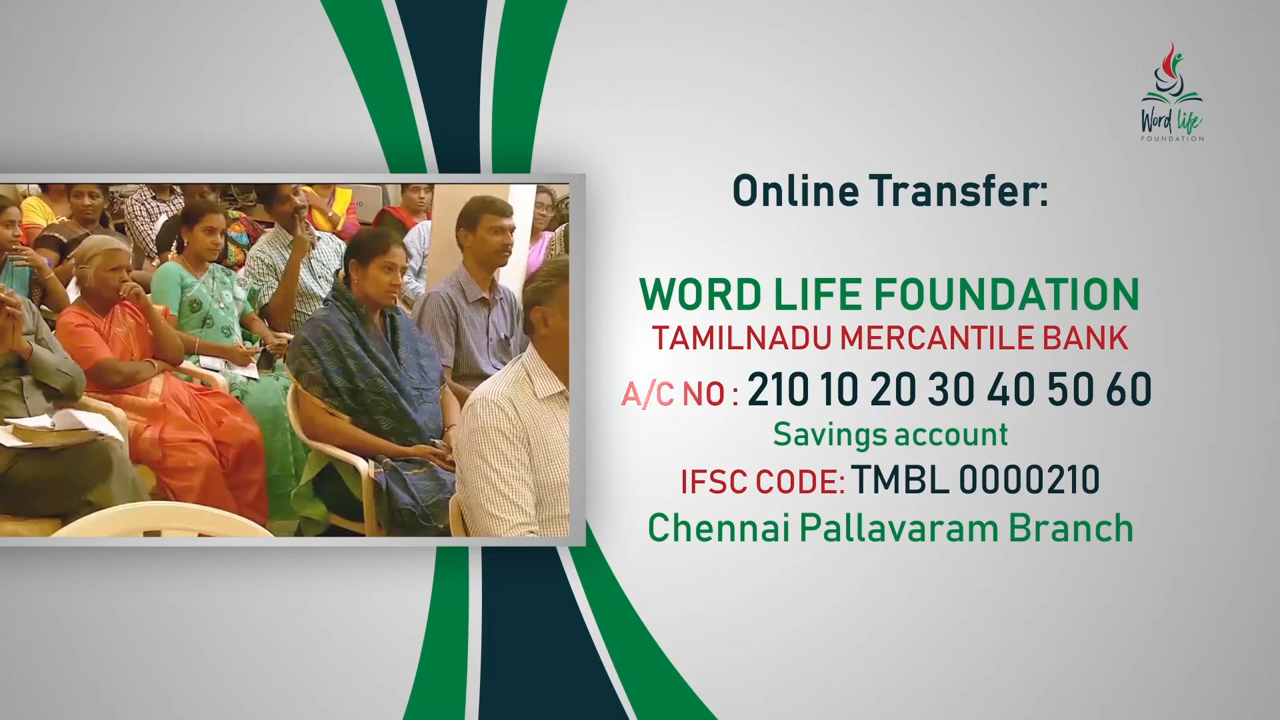 Word Life
FOUNDATION
Online Transfer:
WORD LIFE FOUNDATION
TAMILNADU MERCANTILE BANK
A/C NO : 210 10 20 30 40 50 60
Savings account
IFSC CODE: TMBL 0000210
Chennai Pallavaram Branch